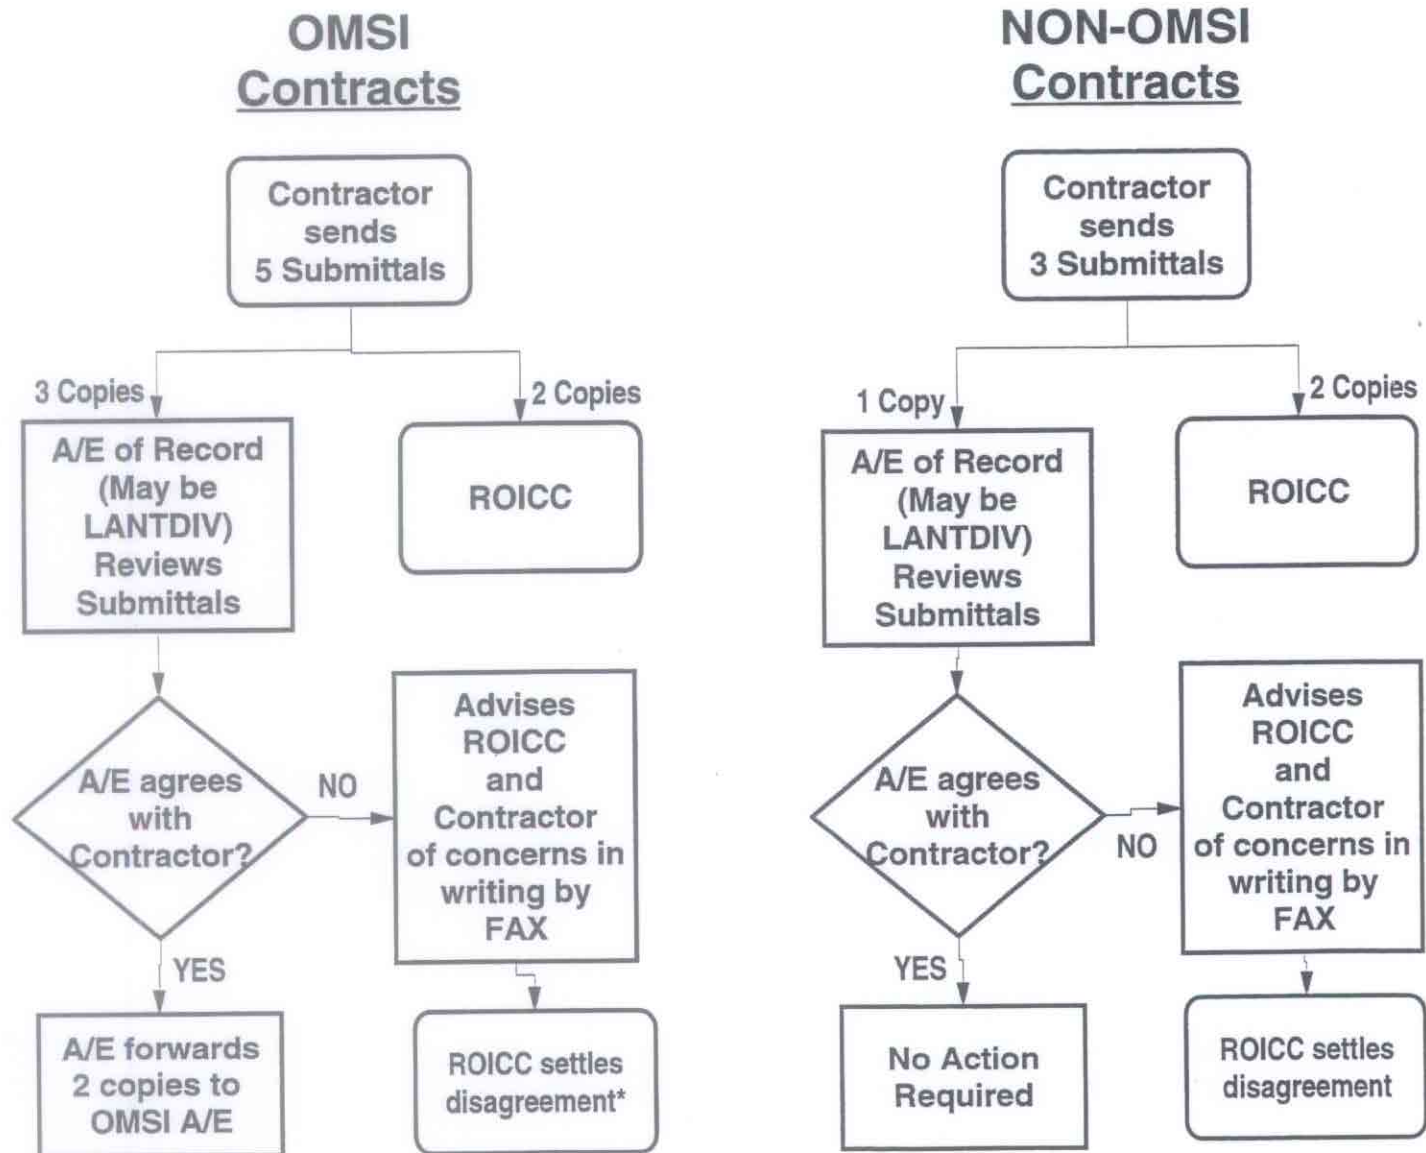 OMSI
Contracts
Contractor
sends
5 Submittals
3 Copies
2 Copies
A/E of Record
(May be
LANTDIV)
Reviews
Submittals
ROICC
A/E agrees
with
Contractor?
NO
Advises
ROICC
and
Contractor
of concerns in
writing by
FAX
YES
A/E forwards
2 copies to
OMSI A/E
ROICC settles
disagreement*
NON-OMSI
Contracts
Contractor
sends
3 Submittals
1 Copy
2 Copies
A/E of Record
(May be
LANTDIV)
Reviews
Submittals
ROICC
A/E agrees
with
Contractor?
NO
Advises
ROICC
and
Contractor
of concerns in
writing by
FAX
YES
No Action
Required
ROICC settles
disagreement